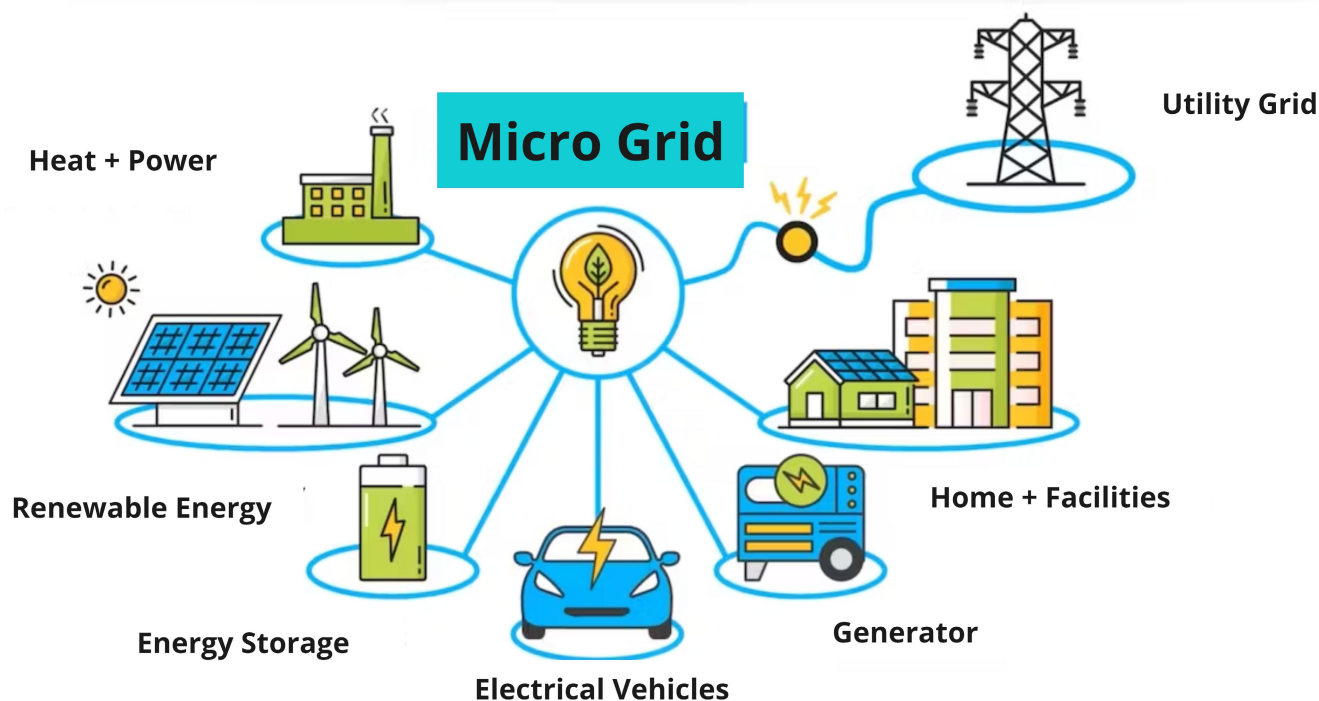 Utility Grid
Micro Grid
Heat + Power
Renewable Energy
Home + Facilities
Energy Storage
Generator
Electrical Vehicles